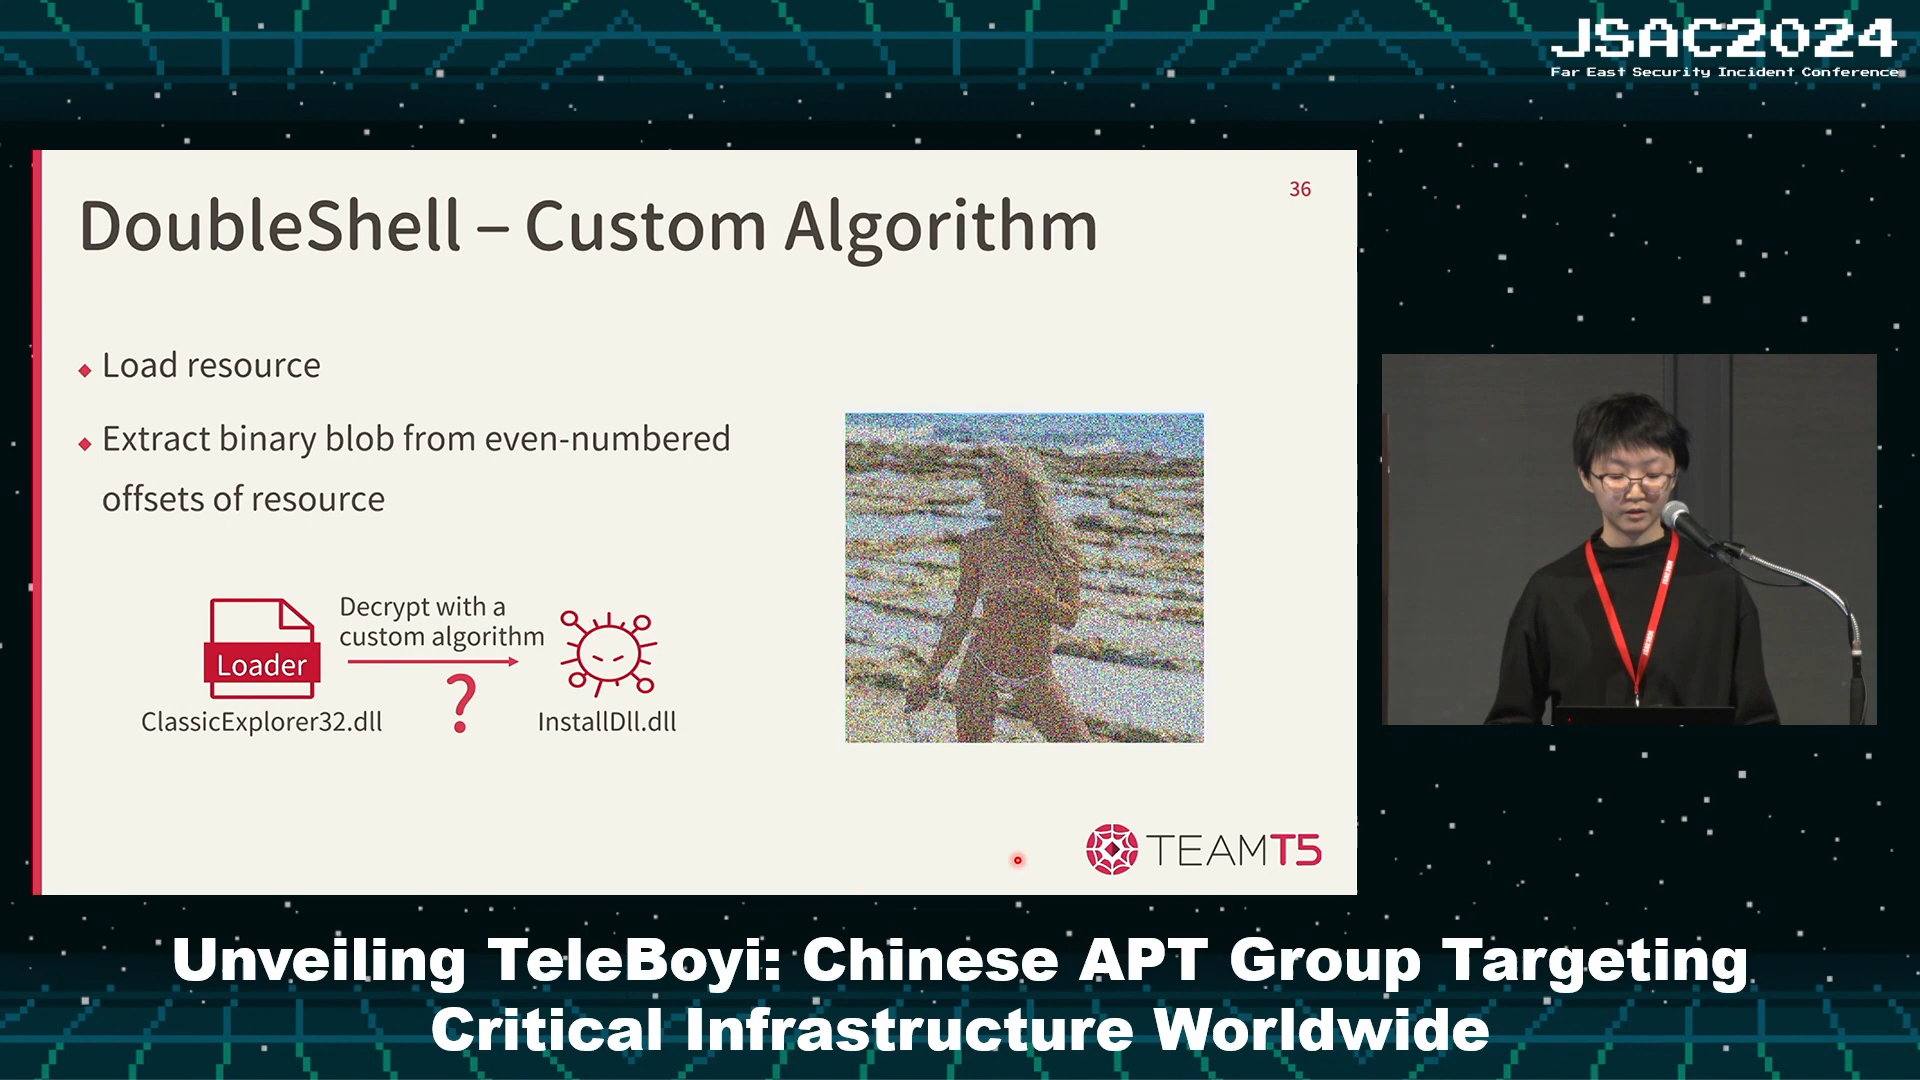 JSAC2024
Far East Security Incident Conference
36
DoubleShell – Custom Algorithm
Load resource
Extract binary blob from even-numbered
offsets of resource
Decrypt with a
custom algorithm
Loader
?
ClassicExplorer32.dll
InstallDll.dll
TEAMT5
Unveiling TeleBoyi: Chinese APT Group Targeting
Critical Infrastructure Worldwide